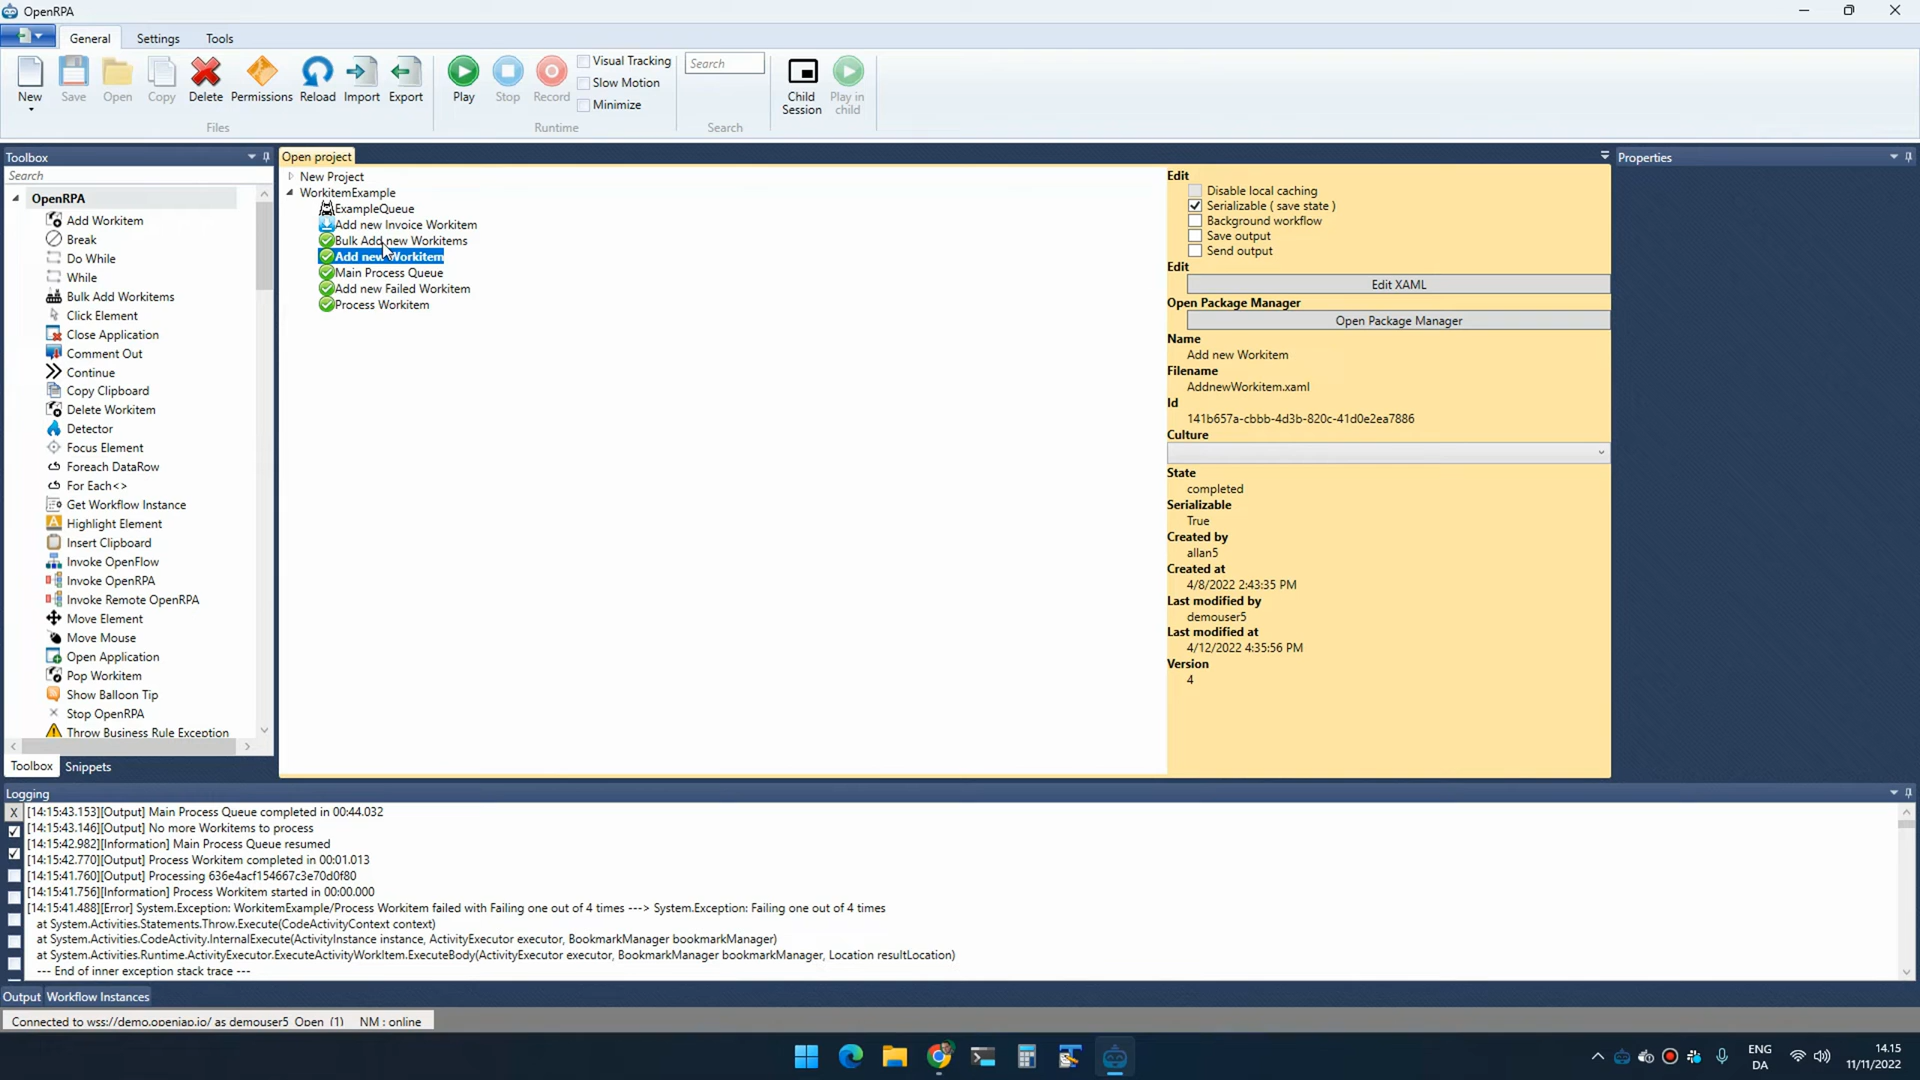 OpenRPA
General Settings Tools
New Save Open Copy Delete Permissions Reload Import Export
Files
Play Stop Record
Visual Tracking
Slow Motion
Minimize
Runtime
Search
Search
Child Session
Play in child
Toolbox
Search
OpenRPA
Add Workitem
Break
Do While
While
Bulk Add Workitems
Click Element
Close Application
Comment Out
Continue
Copy Clipboard
Delete Workitem
Detector
Focus Element
Foreach DataRow
For Each<>
Get Workflow Instance
Highlight Element
Insert Clipboard
Invoke OpenFlow
Invoke OpenRPA
Invoke Remote OpenRPA
Move Element
Move Mouse
Open Application
Pop Workitem
Show Balloon Tip
Stop OpenRPA
Throw Business Rule Exception
Toolbox Snippets
Open project
New Project
WorkitemExample
ExampleQueue
Add new Invoice Workitem
Bulk Add new Workitems
Add new Workitem
Main Process Queue
Add new Failed Workitem
Process Workitem
Edit
Disable local caching
Serializable ( save state )
Background workflow
Save output
Send output
Edit
Edit XAML
Open Package Manager
Open Package Manager
Name
Add new Workitem
Filename
AddnewWorkitem.xaml
Id
141b657a-cbbb-4d3b-820c-41d0e2ea7886
Culture
State
completed
Serializable
True
Created by
allan5
Created at
4/8/2022 2:43:35 PM
Last modified by
demouser5
Last modified at
4/12/2022 4:35:56 PM
Version
4
Properties
Logging
X
[14:15:43.153][Output] Main Process Queue completed in 00:44.032
[14:15:43.146][Output] No more Workitems to process
[14:15:42.982][Information] Main Process Queue resumed
[14:15:42.770][Output] Process Workitem completed in 00:01.013
[14:15:41.760][Output] Processing 636e4acf154667c3e70d0f80
[14:15:41.756][Information] Process Workitem started in 00:00.000
[14:15:41.488][Error] System.Exception: WorkitemExample/Process Workitem failed with Failing one out of 4 times ---> System.Exception: Failing one out of 4 times
at System.Activities.Statements.Throw.Execute(CodeActivityContext context)
at System.Activities.CodeActivity.InternalExecute(ActivityInstance instance, ActivityExecutor executor, BookmarkManager bookmarkManager)
at System.Activities.Runtime.ActivityExecutor.ExecuteActivityWorkItem.ExecuteBody(ActivityExecutor executor, BookmarkManager bookmarkManager, Location resultLocation)
--- End of inner exception stack trace ---
Output Workflow Instances
Connected to wss://demo.openiap.io/ as demouser5 Open (1) NM : online
ENG
DA
14.15
11/11/2022